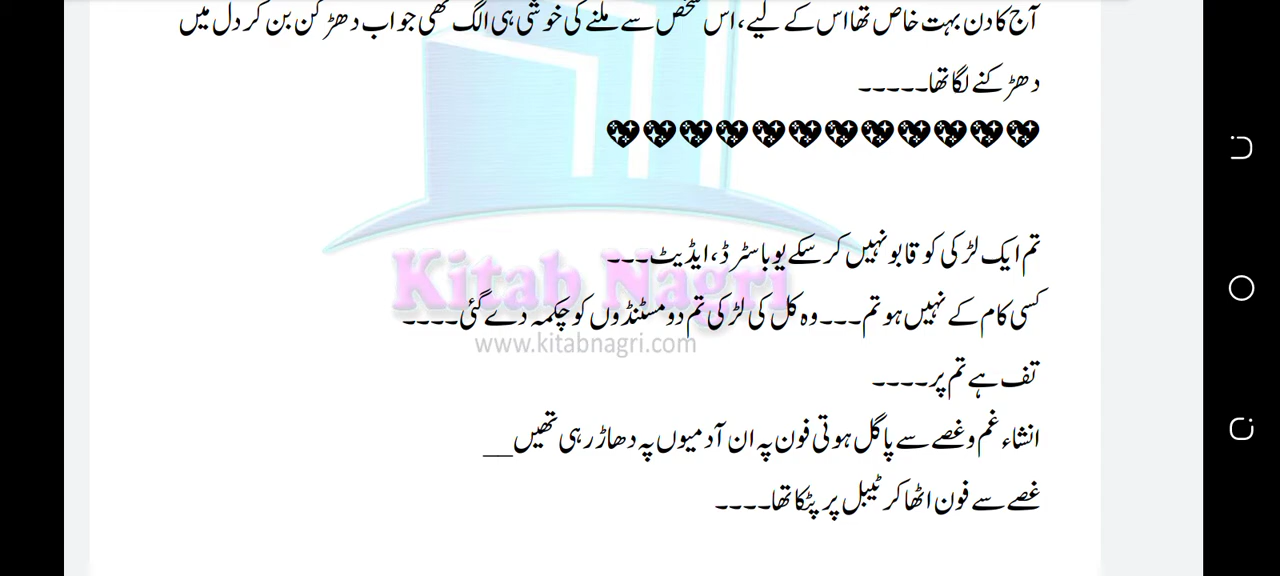 آج کا دن بہت خاص تھا اس کے لیے، اس شخص سے ملنے کی خوشی ہی الگ تھی جو اب دھڑکن بن کر دل میں
دھڑکنے لگا تھا۔۔۔۔۔
💖💖💖💖💖💖💖💖💖💖💖💖
تم ایک لڑکی کو قابو نہیں کر سکے یو باسٹرڈ، ایڈیٹ۔۔۔
کسی کام کے نہیں ہو تم۔۔۔ وہ کل کی لڑکی تم دو مسٹنڈوں کو چکمہ دے گئی۔۔۔۔
تف ہے تم پر۔۔۔۔
انشاء غم و غصے سے پاگل ہوتی فون پہ ان آدمیوں پہ دھاڑ رہی تھیں__
غصے سے فون اٹھا کر ٹیبل پر پٹکا تھا۔۔۔۔
Kitab Nagri
www.kitabnagri.com